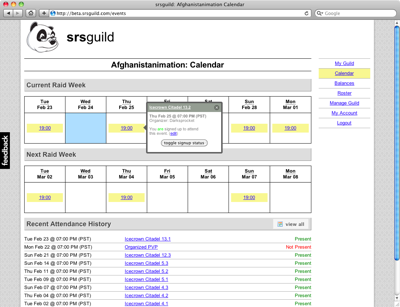 srsguild: Afghanistanimation Calendar
http://beta.srsguild.com/events
Google
srsguild
Afghanistanimation: Calendar
My Guild
Calendar
Balances
Roster
Manage Guild
My Account
Logout
feedback
Current Raid Week
Tue Feb 23
Wed Feb 24
Thu Feb 25
Fri
Sat
Sun Feb 28
Mon Mar 01
19:00
19:00
19:00
19:00
Thu Feb 25 @ 07:00 PM (PST)
You are signed up to attend
this event. (edit)
toggle signup status
Next Raid Week
Tue Mar 02
Wed Mar 03
Thu Mar 04
Fri Mar 05
Sat Mar 06
Sun Mar 07
Mon Mar 08
19:00
19:00
19:00
19:00
Recent Attendance History
view all
Tue Feb 23 @ 07:00 PM (PST) Icecrown Citadel 13.1 Present
Mon Feb 22 @ 07:00 PM (PST) Organized PVP Not Present
Sun Feb 21 @ 07:00 PM (PST) Icecrown Citadel 12.3 Present
Thu Feb 18 @ 07:00 PM (PST) Icecrown Citadel 5.3 Present
Thu Feb 11 @ 07:00 PM (PST) Icecrown Citadel 5.2 Present
Tue Feb 09 @ 07:00 PM (PST) Icecrown Citadel 5.1 Present
Sun Feb 07 @ 07:00 PM (PST) Icecrown Citadel 4.3 Present
Thu Feb 04 @ 07:00 PM (PST) Icecrown Citadel 4.2 Present
Tue Feb 02 @ 07:00 PM (PST) Icecrown Citadel 4.1 Present